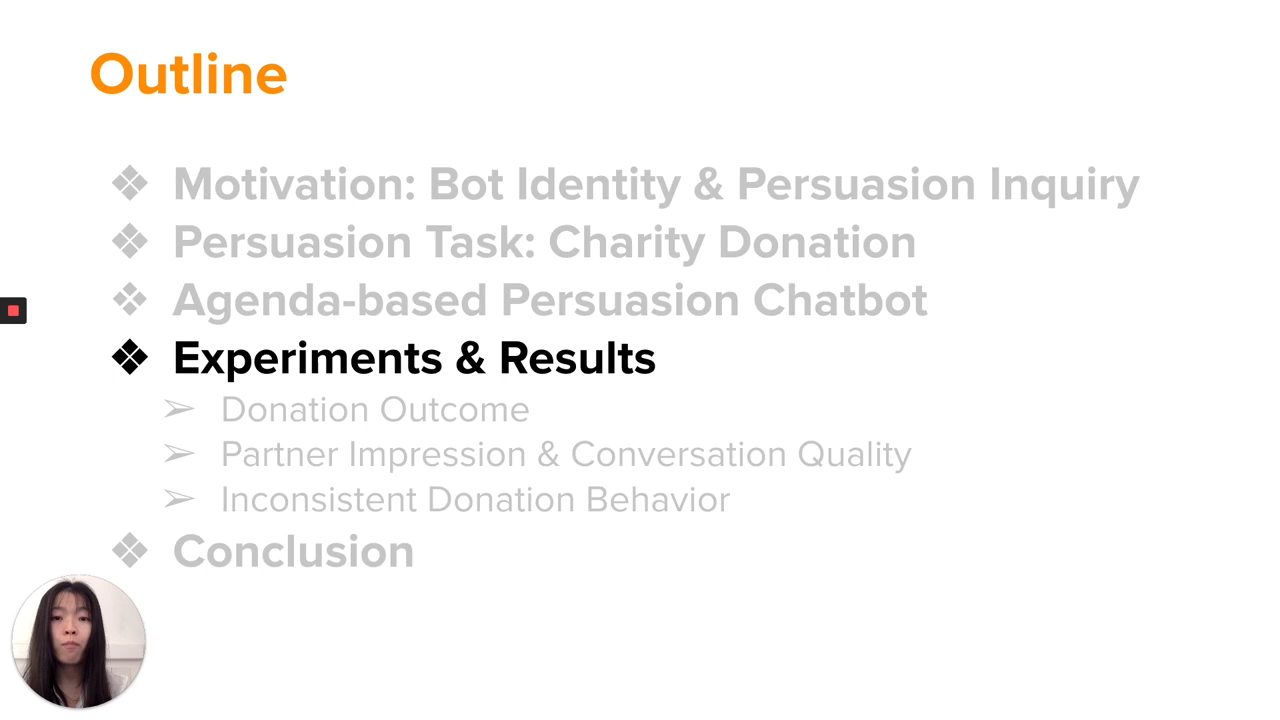 Outline
❖ Motivation: Bot Identity & Persuasion Inquiry
❖ Persuasion Task: Charity Donation
❖ Agenda-based Persuasion Chatbot
❖ Experiments & Results
➢ Donation Outcome
➢ Partner Impression & Conversation Quality
➢ Inconsistent Donation Behavior
❖ Conclusion